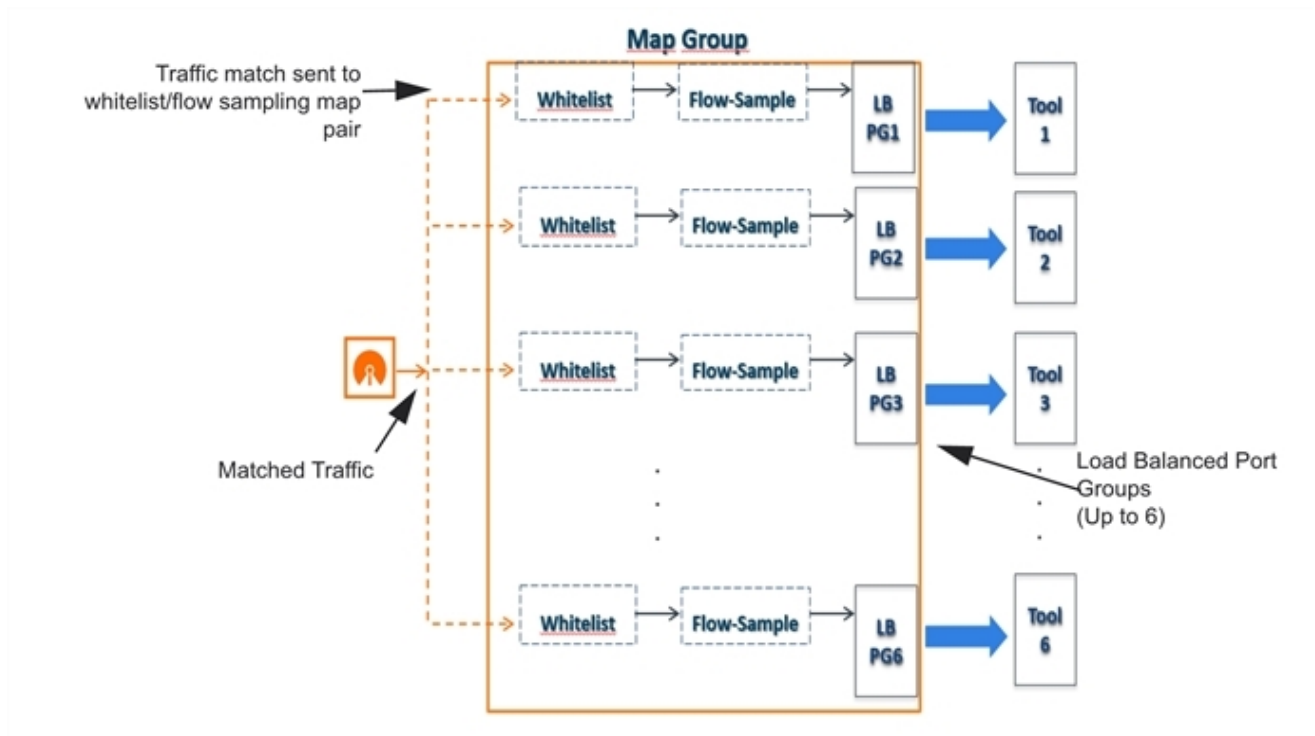 Map Group
Traffic match sent to
whitelist/flow sampling map
pair
Whitelist
Flow-Sample
LB
PG1
Tool
1
Whitelist
Flow-Sample
LB
PG2
Tool
2
Whitelist
Flow-Sample
LB
PG3
Tool
3
Matched Traffic
Load Balanced Port
Groups
(Up to 6)
Whitelist
Flow-Sample
LB
PG6
Tool
6